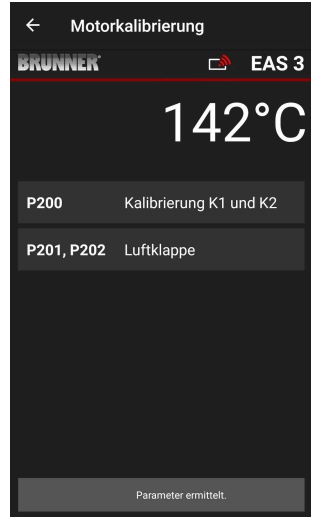 Motorkalibrierung
BRUNNER EAS 3
142°C
P200 Kalibrierung K1 und K2
P201, P202 Luftklappe
Parameter ermittelt.